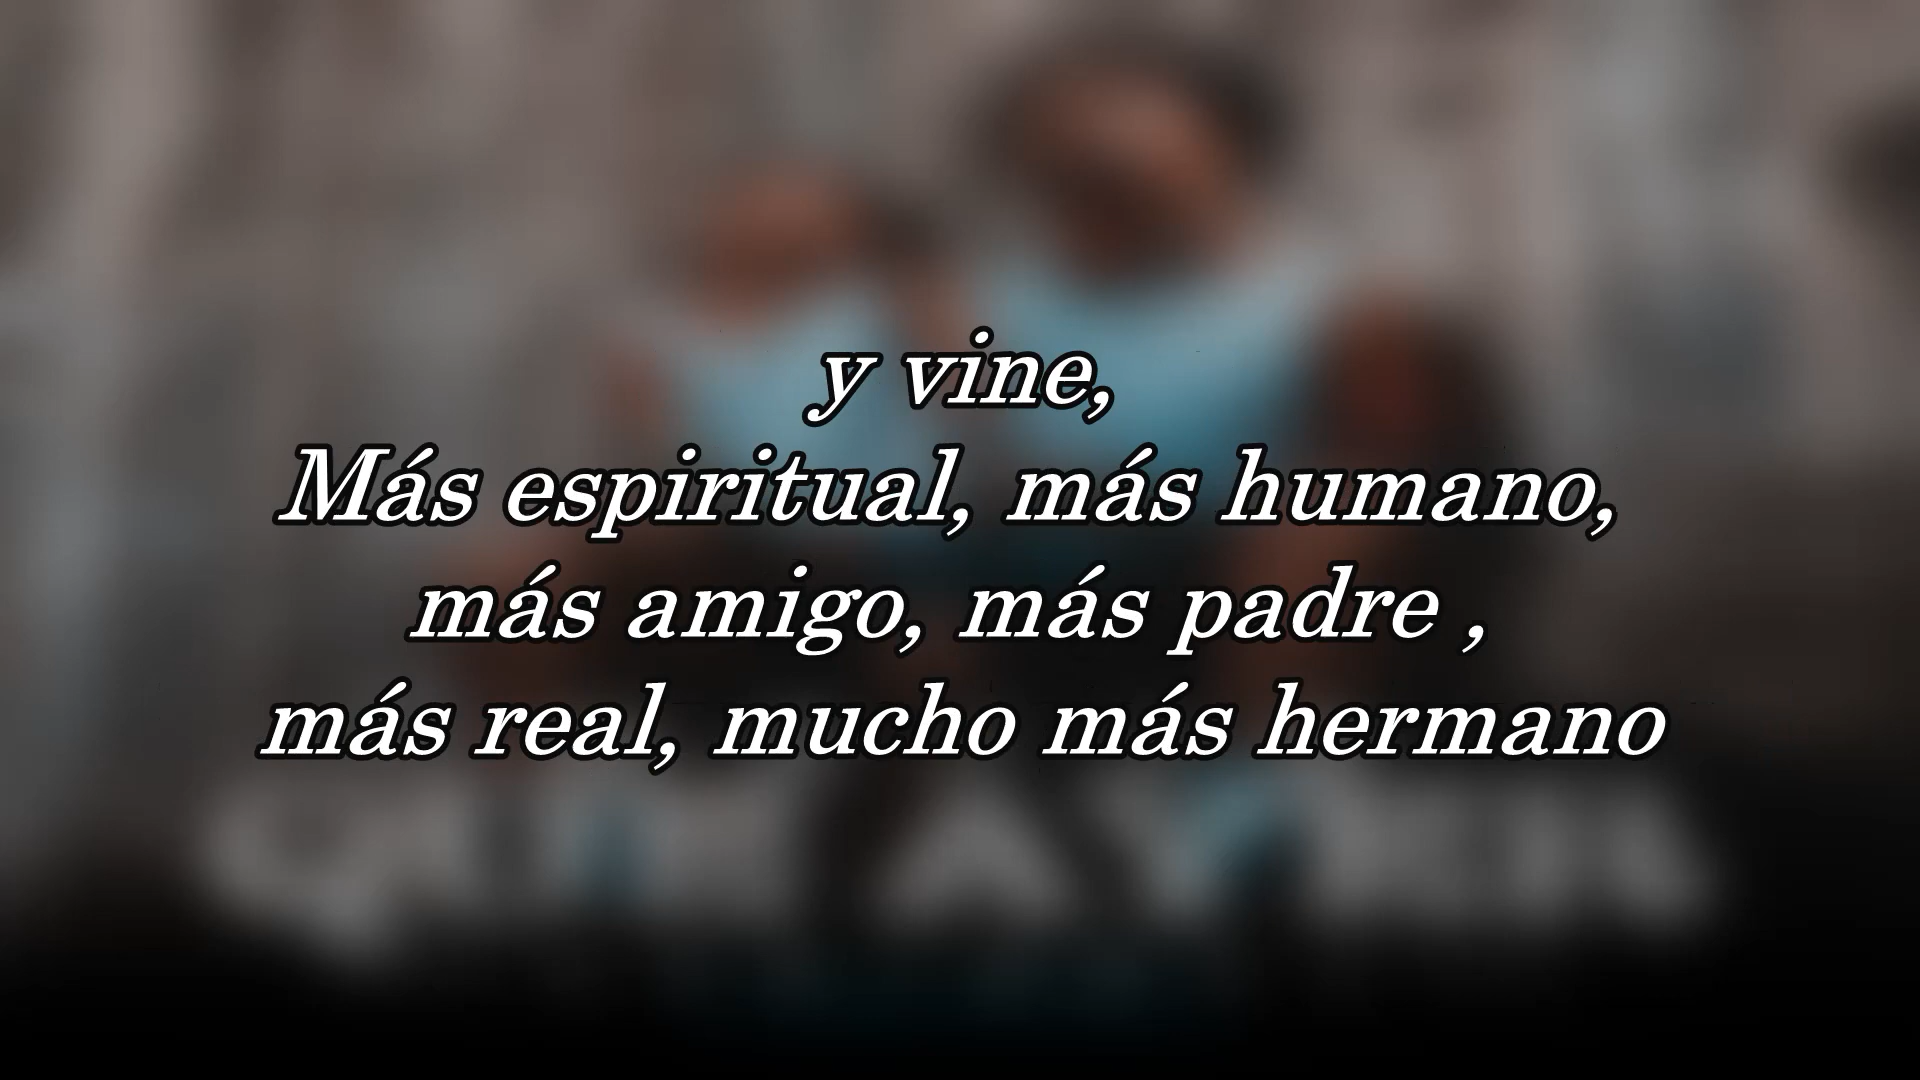 y vine,
Más espiritual, más humano,
más amigo, más padre ,
más real, mucho más hermano